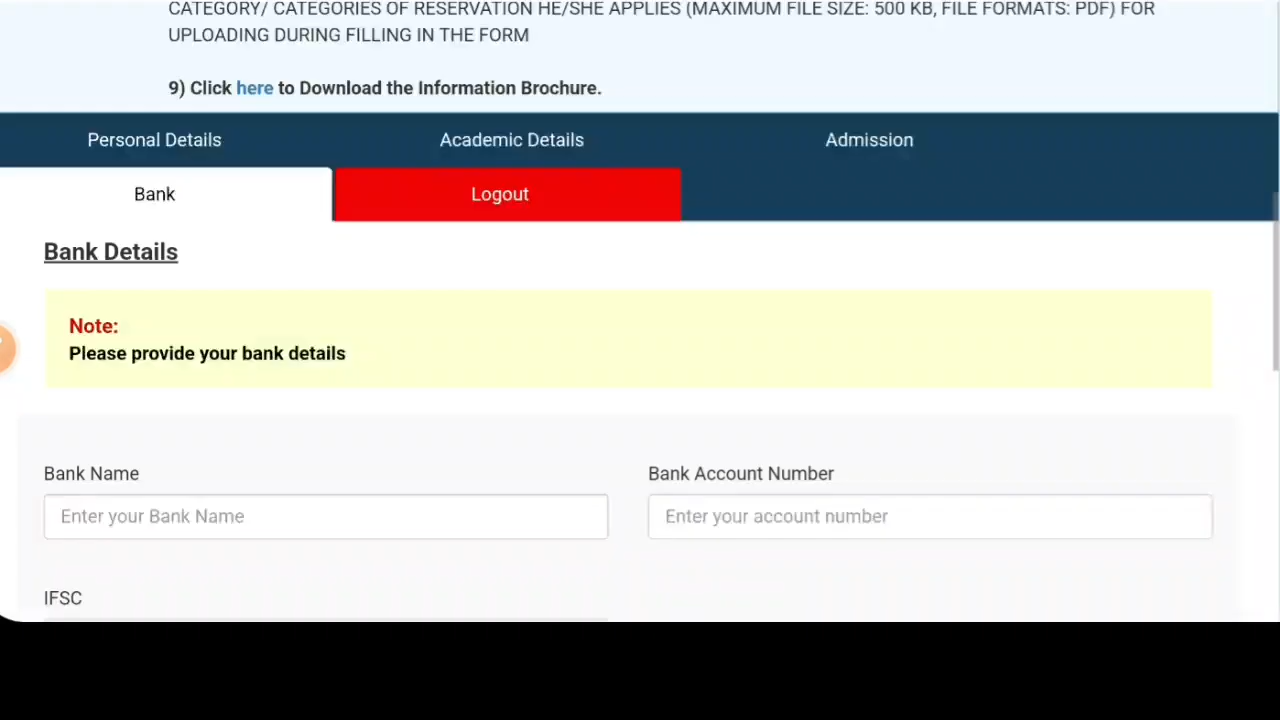 CATEGORY/ CATEGORIES OF RESERVATION HE/SHE APPLIES (MAXIMUM FILE SIZE: 500 KB, FILE FORMATS: PDF) FOR
UPLOADING DURING FILLING IN THE FORM
9) Click here to Download the Information Brochure.
Personal Details
Academic Details
Admission
Bank
Logout
Bank Details
Note:
Please provide your bank details
Bank Name
Bank Account Number
Enter your Bank Name
Enter your account number
IFSC